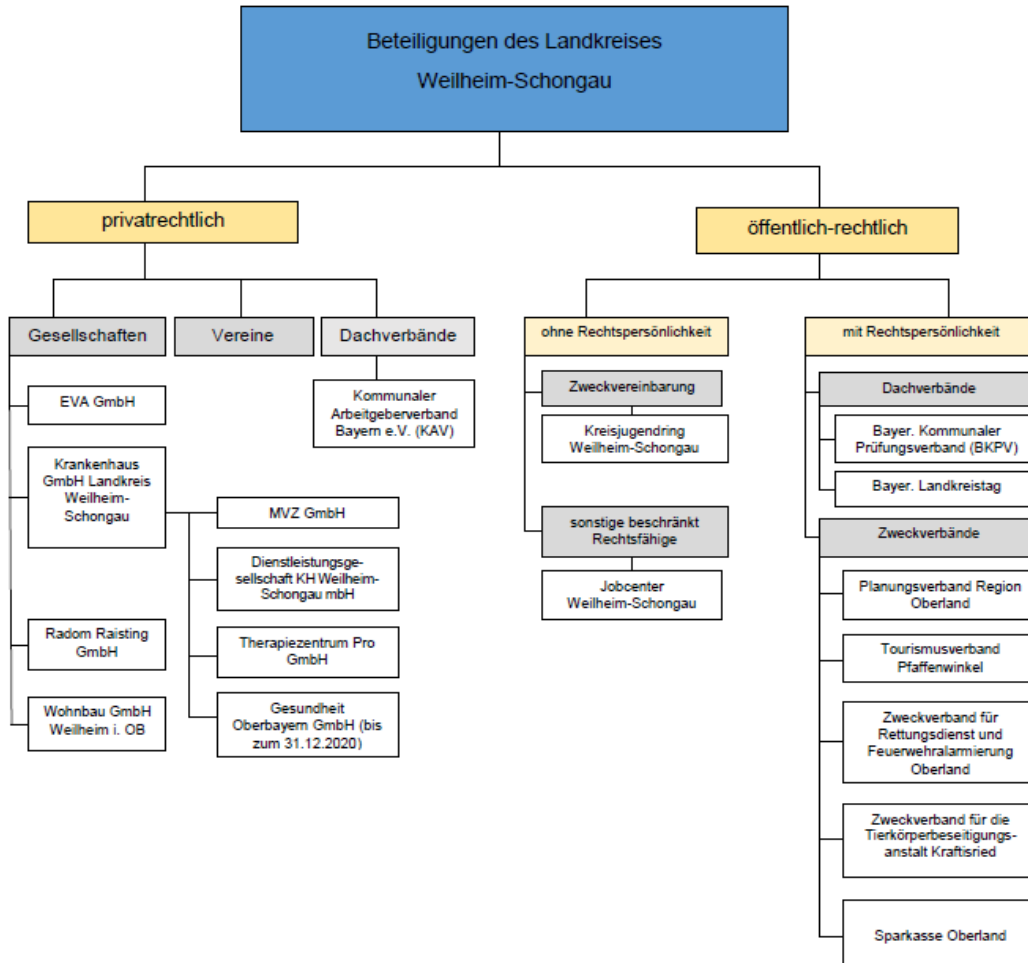 Beteiligungen des Landkreises
Weilheim-Schongau
privatrechtlich
öffentlich-rechtlich
Gesellschaften
Vereine
Dachverbände
ohne Rechtspersönlichkeit
mit Rechtspersönlichkeit
EVA GmbH
Krankenhaus
GmbH Landkreis
Weilheim-
Schongau
Radom Raisting
GmbH
Wohnbau GmbH
Weilheim i. OB
MVZ GmbH
Dienstleistungsge-
sellschaft KH Weilheim-
Schongau mbH
Therapiezentrum Pro
GmbH
Gesundheit
Oberbayern GmbH (bis
zum 31.12.2020)
Kommunaler
Arbeitgeberverband
Bayern e.V. (KAV)
Zweckvereinbarung
Kreisjugendring
Weilheim-Schongau
sonstige beschränkt
Rechtsfähige
Jobcenter
Weilheim-Schongau
Dachverbände
Bayer. Kommunaler
Prüfungsverband (BKPV)
Bayer. Landkreistag
Zweckverbände
Planungsverband Region
Oberland
Tourismusverband
Pfaffenwinkel
Zweckverband für
Rettungsdienst und
Feuerwehralarmierung
Oberland
Zweckverband für die
Tierkörperbeseitigungs-
anstalt Kraftisried
Sparkasse Oberland